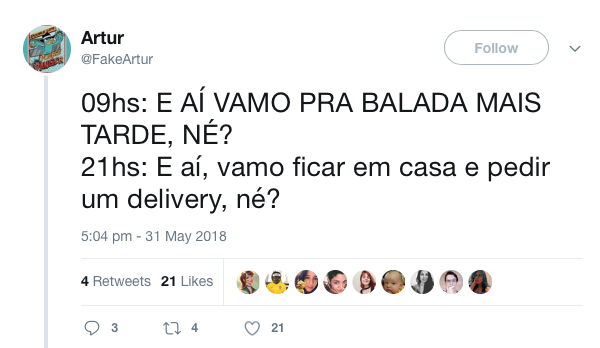 Artur
@FakeArtur
Follow
09hs: E AÍ VAMO PRA BALADA MAIS
TARDE, NÉ?
21hs: E aí, vamo ficar em casa e pedir
um delivery, né?
5:04 pm - 31 May 2018
4 Retweets 21 Likes
3 4 21